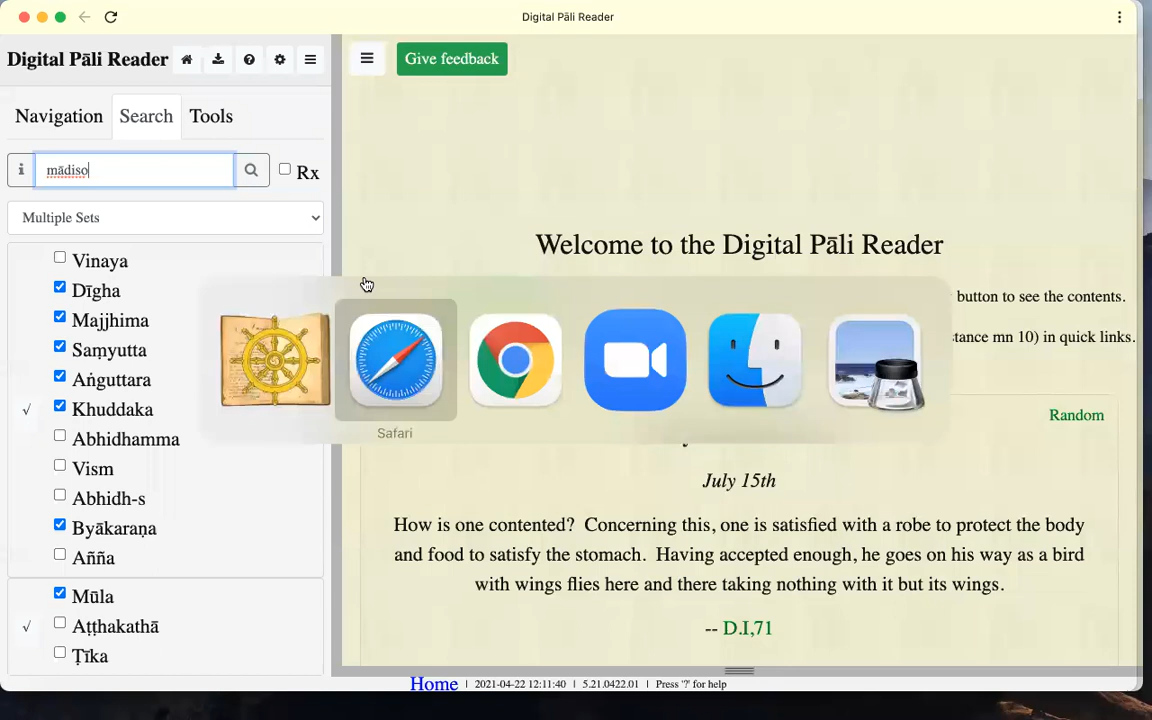 Digital Pāli Reader
Digital Pāli Reader
Give feedback
Navigation
Search
Tools
i
mādiso
Rx
Multiple Sets
Vinaya
Dīgha
Majjhima
Saṃyutta
Aṅguttara
√ Khuddaka
Abhidhamma
Vism
Abhidh-s
Byākaraṇa
Añña
Mūla
√ Aṭṭhakathā
Ṭīka
Welcome to the Digital Pāli Reader
button to see the contents.
stance mn 10) in quick links.
Safari
Random
July 15th
How is one contented? Concerning this, one is satisfied with a robe to protect the body
and food to satisfy the stomach. Having accepted enough, he goes on his way as a bird
with wings flies here and there taking nothing with it but its wings.
-- D.I,71
Home | 2021-04-22 12:11:40 | 5.21.0422.01 | Press '?' for help